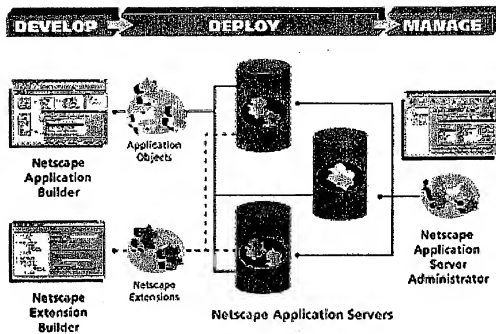 DEVELOP
DEPLOY
MANAGE
Netscape
Application
Builder
Application
Objects
Netscape
Extension
Builder
Netscape
Extensions
Netscape Application Servers
Netscape
Application
Server
Administrator